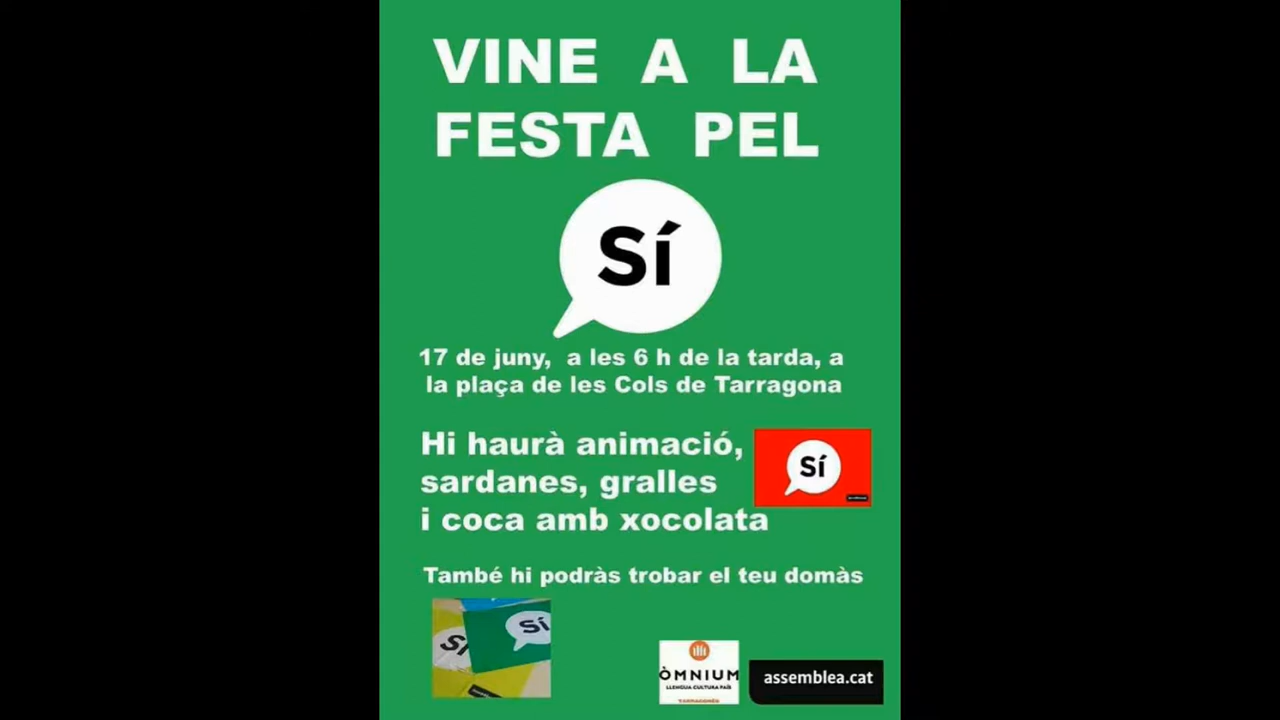 VINE A LA
FESTA PEL
Sí
17 de juny, a les 6 h de la tarda, a
la plaça de les Cols de Tarragona
Hi haurà animació,
sardanes, gralles
i coca amb xocolata
Sí
També hi podràs trobar el teu domàs
Sí
Sí
ÒMNIUM
LLENGUA CULTURA PAÍS
TARRAGONÈS
assemblea.cat